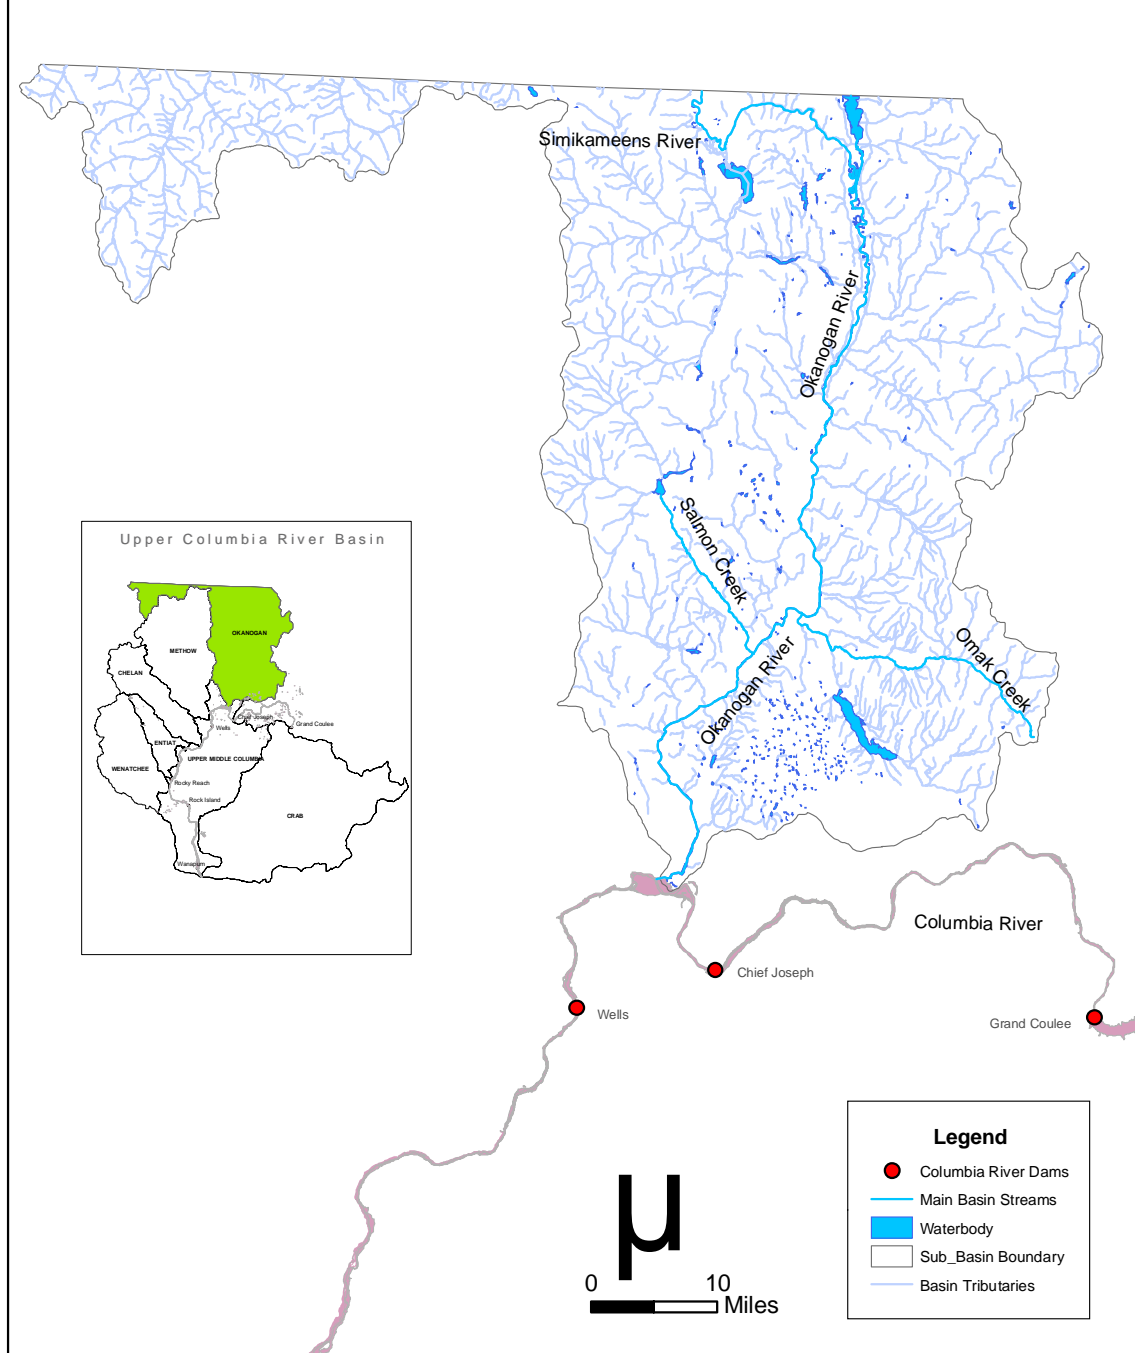 Simikameens River
Okanogan River
Salmon Creek
Omak Creek
Okanogan River
Upper Columbia River Basin
OKANOGAN
METHOW
CHELAN
Chief Joseph
Grand Coulee
Wells
ENTIAT
UPPER MIDDLE COLUMBIA
WENATCHEE
Rocky Reach
Rock Island
CRAB
Wanapum
Columbia River
Chief Joseph
Wells
Grand Coulee
µ
0 10
Miles
Legend
Columbia River Dams
Main Basin Streams
Waterbody
Sub_Basin Boundary
Basin Tributaries